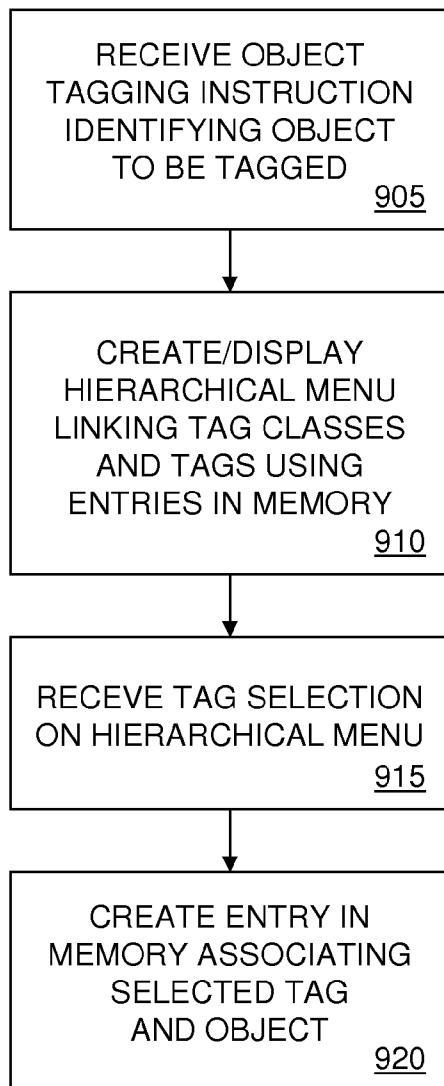 RECEIVE OBJECT
TAGGING INSTRUCTION
IDENTIFYING OBJECT
TO BE TAGGED
905
CREATE/DISPLAY
HIERARCHICAL MENU
LINKING TAG CLASSES
AND TAGS USING
ENTRIES IN MEMORY
910
RECEVE TAG SELECTION
ON HIERARCHICAL MENU
915
CREATE ENTRY IN
MEMORY ASSOCIATING
SELECTED TAG
AND OBJECT
920